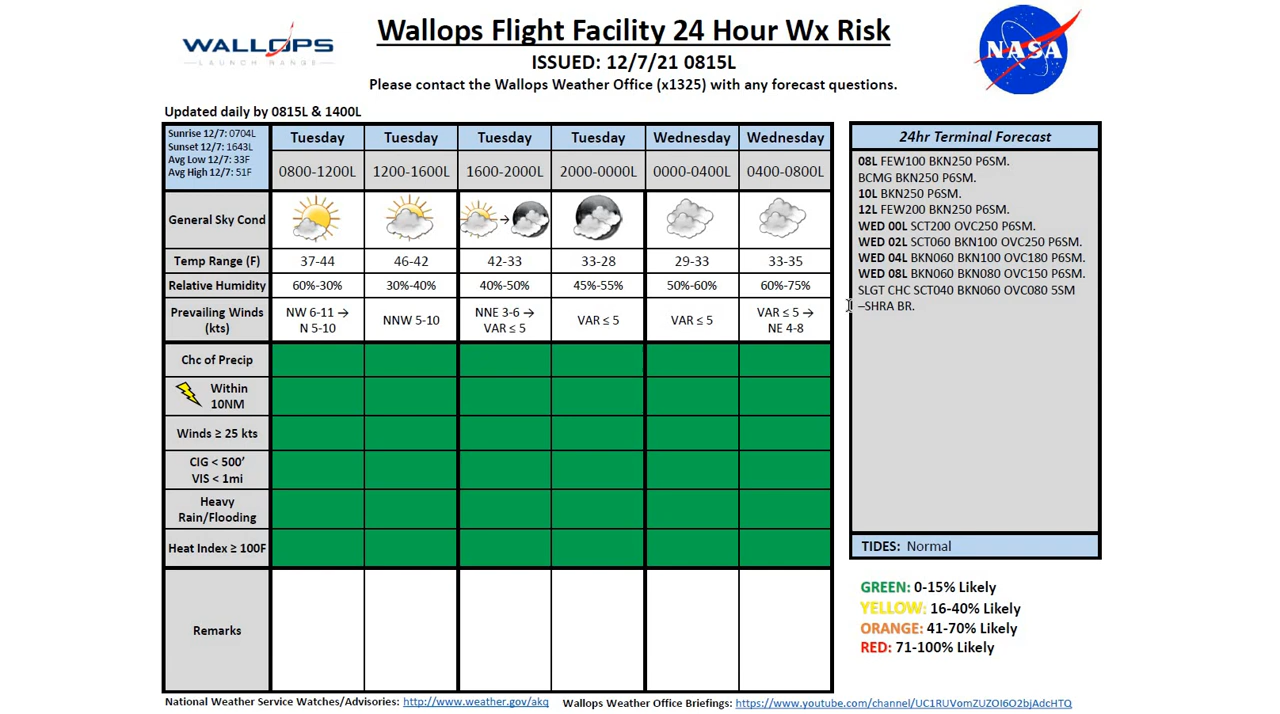 WALLOPS
LAUNCH RANGE
Wallops Flight Facility 24 Hour Wx Risk
ISSUED: 12/7/21 0815L
Please contact the Wallops Weather Office (x1325) with any forecast questions.
NASA
Updated daily by 0815L & 1400L
Sunrise 12/7: 0704L
Sunset 12/7: 1643L
Avg Low 12/7: 33F
Avg High 12/7: 51F
Tuesday Tuesday Tuesday Tuesday Wednesday Wednesday
0800-1200L 1200-1600L 1600-2000L 2000-0000L 0000-0400L 0400-0800L
General Sky Cond
Temp Range (F) 37-44 46-42 42-33 33-28 29-33 33-35
Relative Humidity 60%-30% 30%-40% 40%-50% 45%-55% 50%-60% 60%-75%
Prevailing Winds (kts) NW 6-11 → N 5-10 NNW 5-10 NNE 3-6 → VAR ≤ 5 VAR ≤ 5 VAR ≤ 5 VAR ≤ 5 → NE 4-8
Chc of Precip
Within 10NM
Winds ≥ 25 kts
CIG < 500'
VIS < 1mi
Heavy
Rain/Flooding
Heat Index ≥ 100F
Remarks
24hr Terminal Forecast
08L FEW100 BKN250 P6SM.
BCMG BKN250 P6SM.
10L BKN250 P6SM.
12L FEW200 BKN250 P6SM.
WED 00L SCT200 OVC250 P6SM.
WED 02L SCT060 BKN100 OVC250 P6SM.
WED 04L BKN060 BKN100 OVC180 P6SM.
WED 08L BKN060 BKN080 OVC150 P6SM.
SLGT CHC SCT040 BKN060 OVC080 5SM
–SHRA BR.
TIDES: Normal
GREEN: 0-15% Likely
YELLOW: 16-40% Likely
ORANGE: 41-70% Likely
RED: 71-100% Likely
National Weather Service Watches/Advisories: http://www.weather.gov/akq Wallops Weather Office Briefings: https://www.youtube.com/channel/UC1RUVomZUZOI6O2bjAdcHTQ